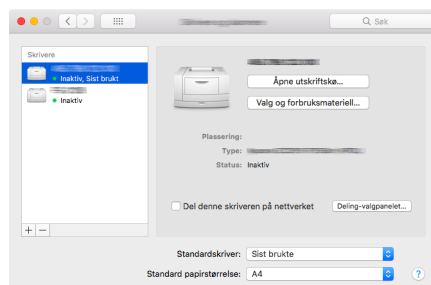 Søk
Skrivere
Inaktiv, Sist brukt
Inaktiv
Åpne utskriftskø...
Valg og forbruksmateriell...
Plassering:
Type:
Status: Inaktiv
Del denne skriveren på nettverket
Deling-valgpanelet...
+ −
Standardskriver: Sist brukte
Standard papirstørrelse: A4 ?